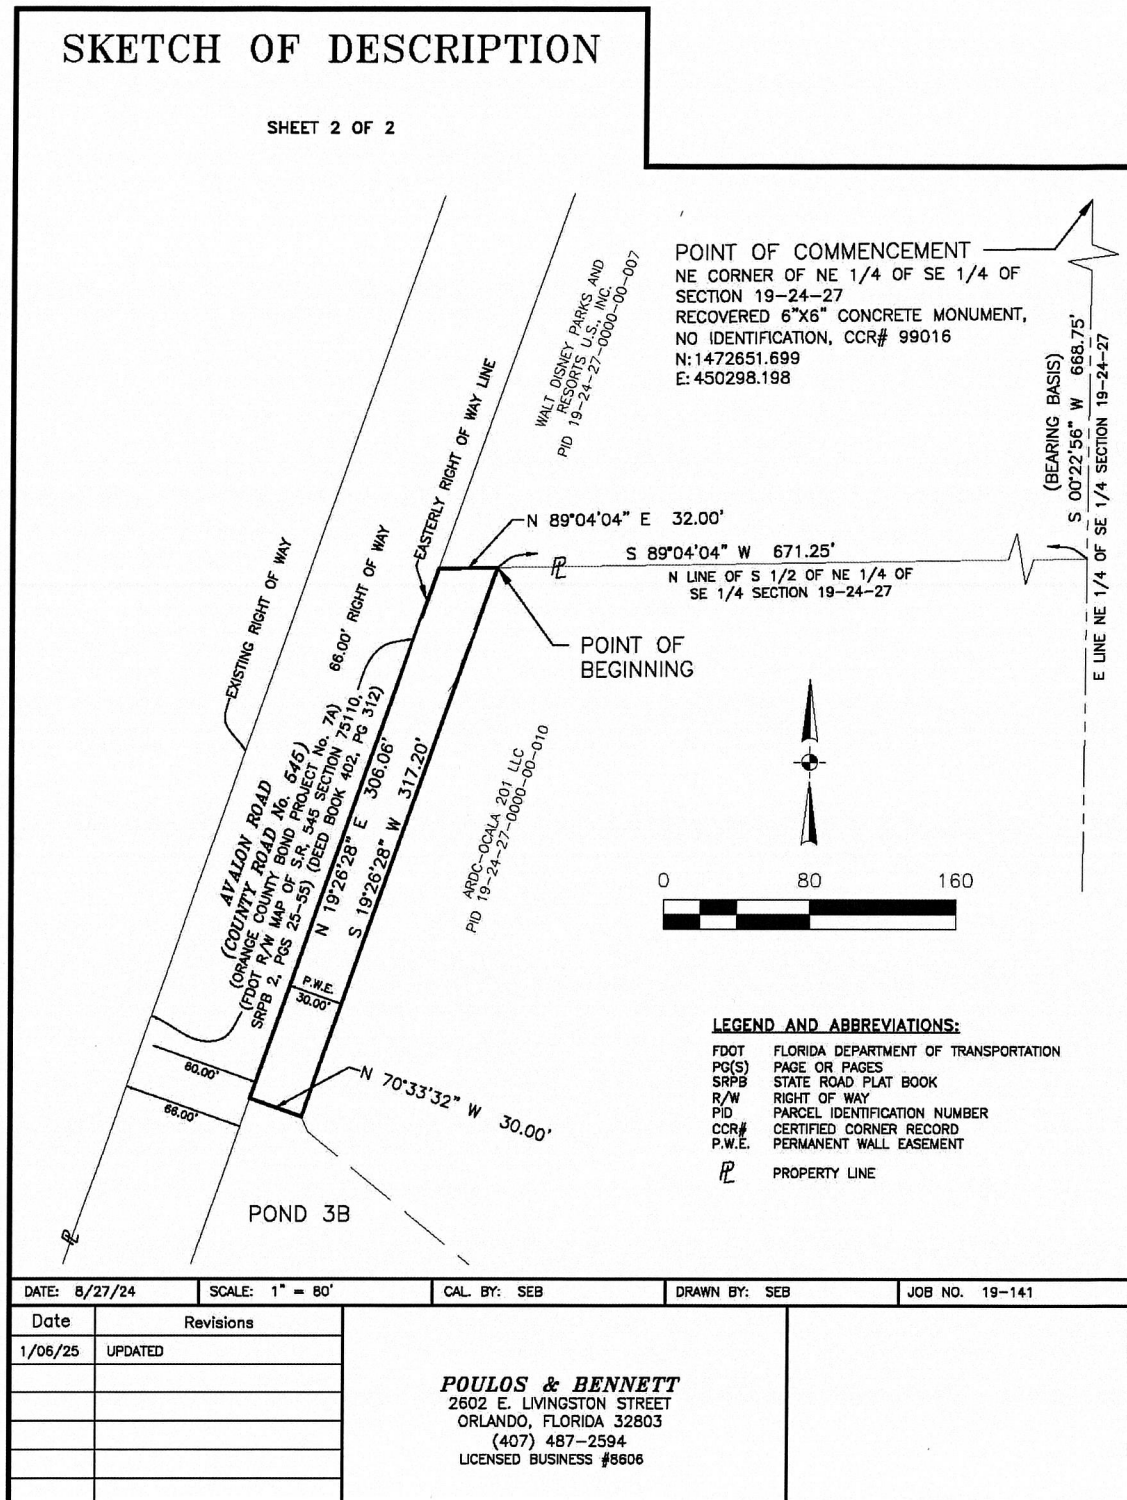 SKETCH OF DESCRIPTION
SHEET 2 OF 2
POINT OF COMMENCEMENT
NE CORNER OF NE 1/4 OF SE 1/4 OF
SECTION 19-24-27
RECOVERED 6"X6" CONCRETE MONUMENT,
NO IDENTIFICATION, CCR# 99016
N:1472651.699
E:450298.198
WALT DISNEY PARKS AND
RESORTS U.S., INC.
PID 19-24-27-0000-00-007
(BEARING BASIS)
S 00°22'56" W 668.75'
E LINE NE 1/4 OF SE 1/4 SECTION 19-24-27
EASTERLY RIGHT OF WAY LINE
66.00' RIGHT OF WAY
EXISTING RIGHT OF WAY
N 89°04'04" E 32.00'
S 89°04'04" W 671.25'
PL
N LINE OF S 1/2 OF NE 1/4 OF
SE 1/4 SECTION 19-24-27
POINT OF
BEGINNING
AVALON ROAD
(COUNTY ROAD No. 545)
(ORANGE COUNTY BOND PROJECT No. 7A)
(FDOT R/W MAP OF S.R. 545 SECTION 75110,
SRPB 2, PGS 25-55) (DEED BOOK 402, PG 312)
N 19°26'28" E 306.06'
S 19°26'28" W 317.20'
ARDC-OCALA 201 LLC
PID 19-24-27-0000-00-010
P.W.E.
30.00'
0 80 160
60.00'
66.00'
N 70°33'32" W 30.00'
POND 3B
PL
LEGEND AND ABBREVIATIONS:
FDOT FLORIDA DEPARTMENT OF TRANSPORTATION
PG(S) PAGE OR PAGES
SRPB STATE ROAD PLAT BOOK
R/W RIGHT OF WAY
PID PARCEL IDENTIFICATION NUMBER
CCR# CERTIFIED CORNER RECORD
P.W.E. PERMANENT WALL EASEMENT
PL PROPERTY LINE
DATE: 8/27/24 SCALE: 1" = 80' CAL. BY: SEB DRAWN BY: SEB JOB NO. 19-141
Date Revisions
1/06/25 UPDATED
POULOS & BENNETT
2602 E. LIVINGSTON STREET
ORLANDO, FLORIDA 32803
(407) 487-2594
LICENSED BUSINESS #8606